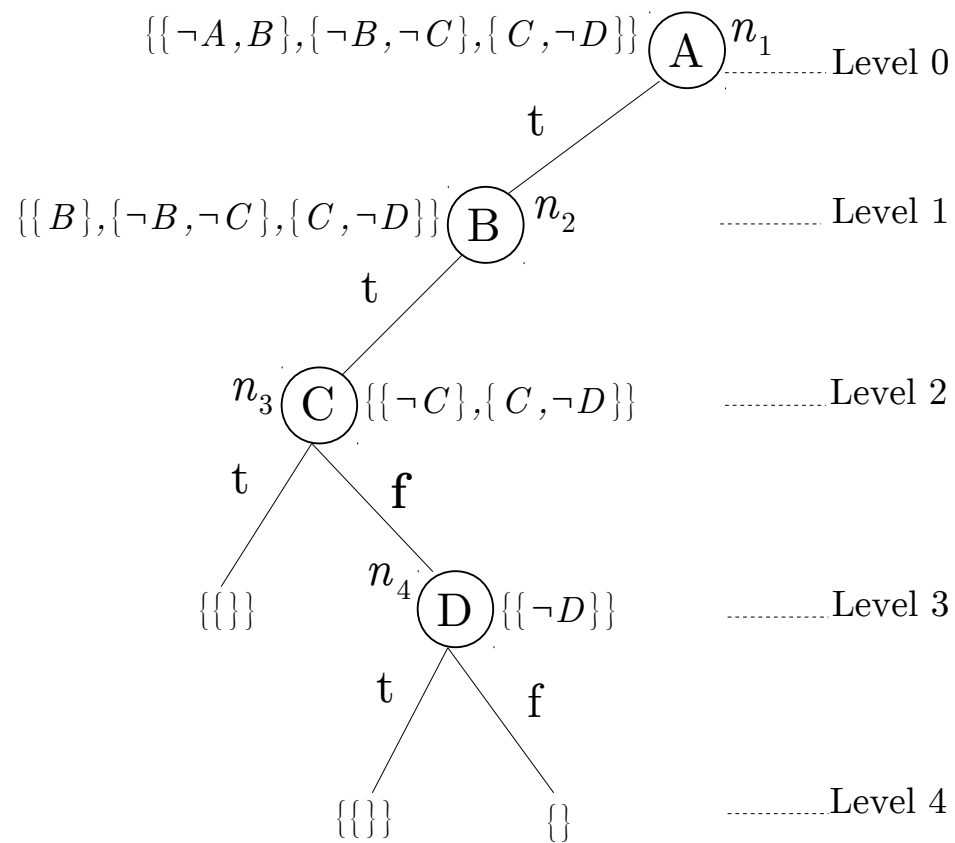 {{¬A,B},{¬B,¬C},{C,¬D}} A n₁ Level 0
t
{{B},{¬B,¬C},{C,¬D}} B n₂ Level 1
t
n₃ C {{¬C},{C,¬D}} Level 2
t f
n₄
{{}} D {{¬D}} Level 3
t f
{{}} {} Level 4